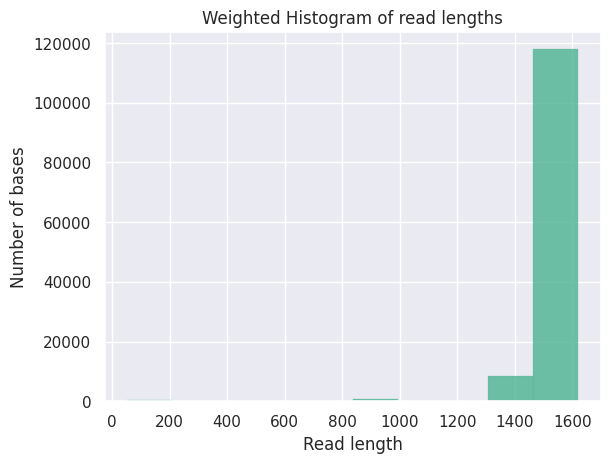 Weighted Histogram of read lengths
120000
100000
80000
60000
40000
20000
0
Number of bases
0 200 400 600 800 1000 1200 1400 1600
Read length